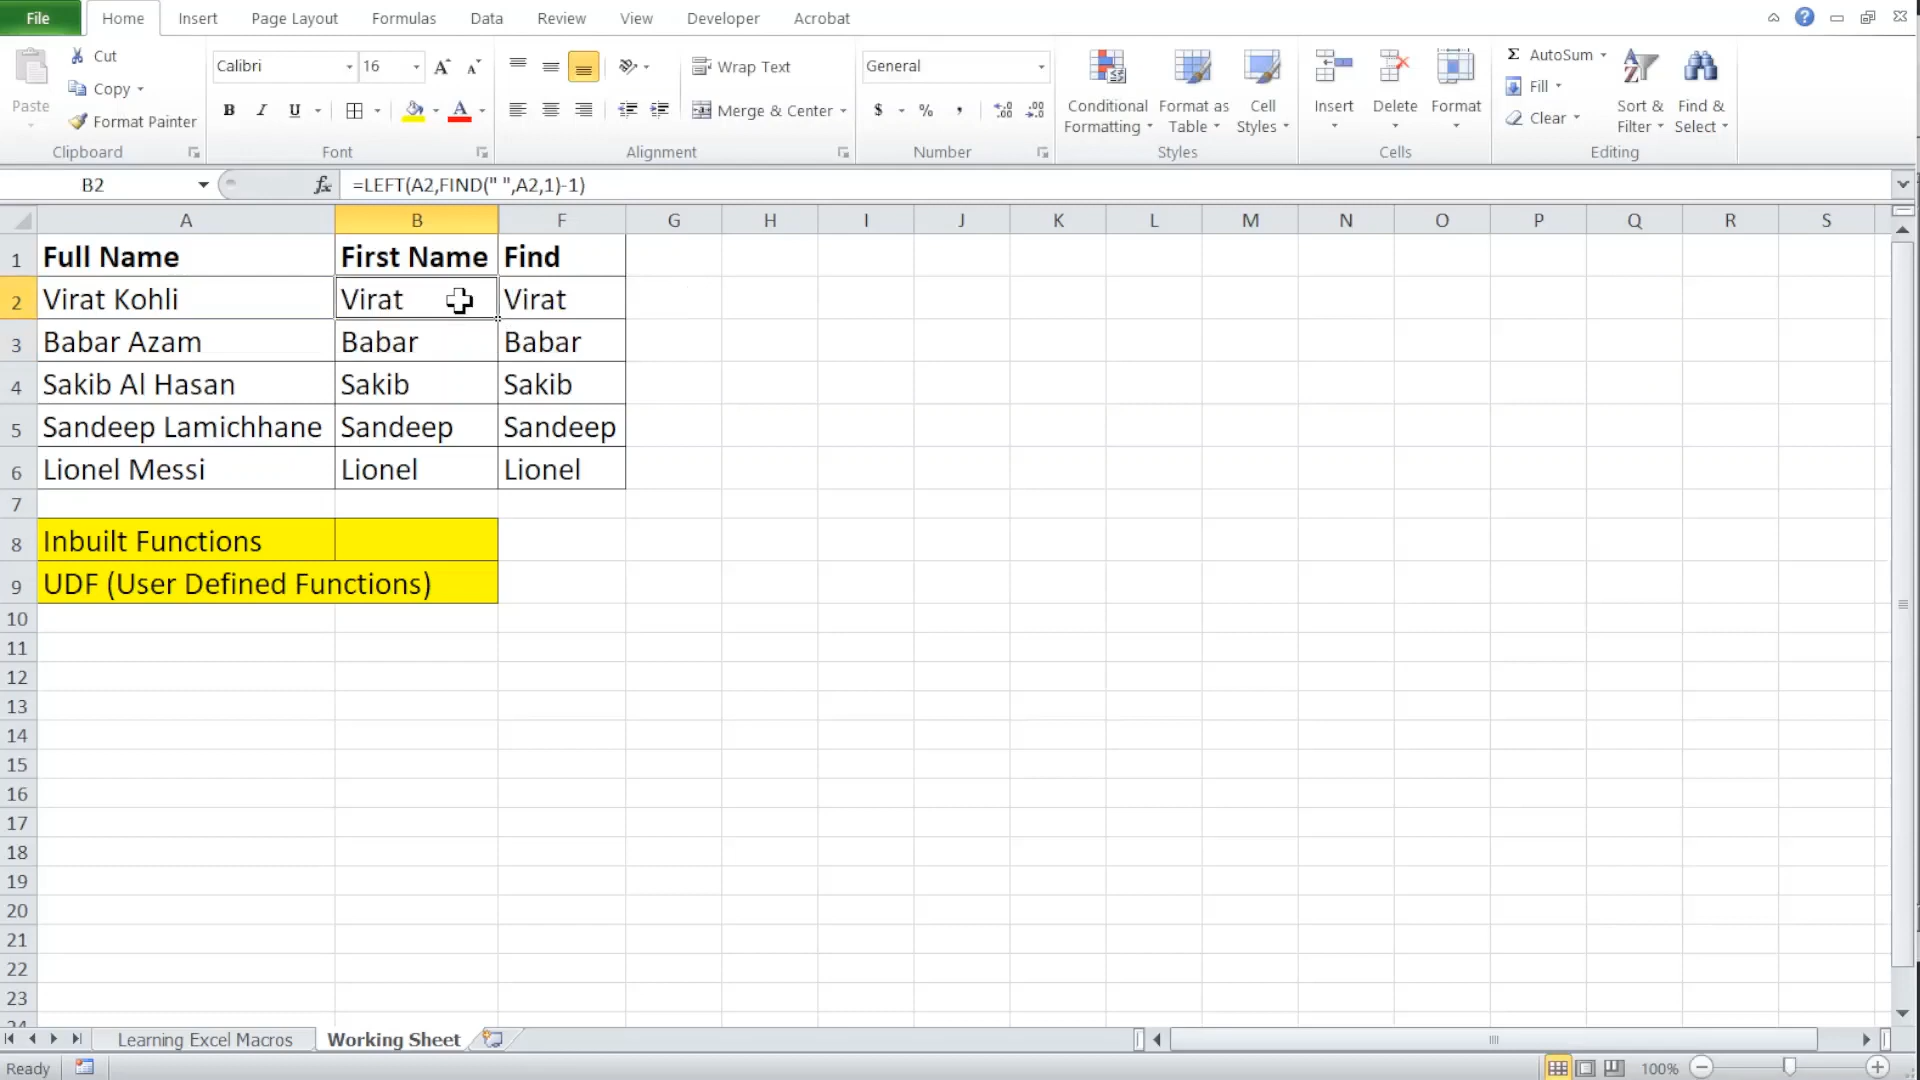 File Home Insert Page Layout Formulas Data Review View Developer Acrobat
Cut
Copy
Format Painter
Paste
Clipboard
Calibri 16
B I U
Font
Wrap Text
Merge & Center
Alignment
General
$ % ,
Number
Conditional Formatting
Format as Table
Cell Styles
Styles
Insert Delete Format
Cells
Σ AutoSum
Fill
Clear
Sort & Filter
Find & Select
Editing
B2 fx =LEFT(A2,FIND(" ",A2,1)-1)
A B F G H I J K L M N O P Q R S
1 Full Name First Name Find
2 Virat Kohli Virat Virat
3 Babar Azam Babar Babar
4 Sakib Al Hasan Sakib Sakib
5 Sandeep Lamichhane Sandeep Sandeep
6 Lionel Messi Lionel Lionel
7
8 Inbuilt Functions
9 UDF (User Defined Functions)
10
11
12
13
14
15
16
17
18
19
20
21
22
23
24
Learning Excel Macros Working Sheet
Ready 100%